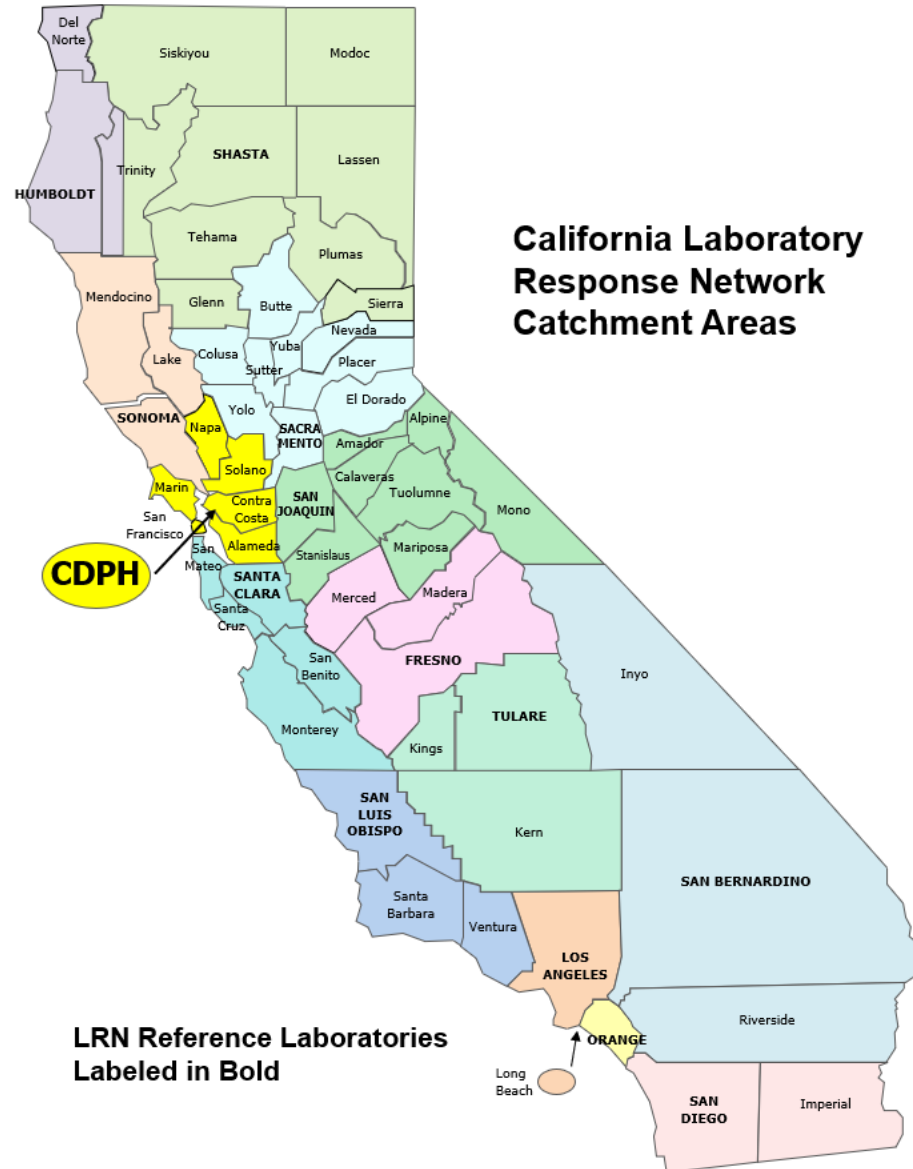 Del
Norte
Siskiyou
Modoc
HUMBOLDT
Trinity
SHASTA
Lassen
Tehama
Plumas
California Laboratory
Response Network
Catchment Areas
Mendocino
Glenn
Butte
Sierra
Lake
Colusa
Yuba
Nevada
Sutter
Placer
SONOMA
Napa
Yolo
SACRA
MENTO
El Dorado
Alpine
Amador
Solano
Marin
Contra
Costa
SAN
JOAQUIN
Calaveras
Tuolumne
Mono
San
Francisco
Alameda
Stanislaus
Mariposa
CDPH
San
Mateo
SANTA
CLARA
Merced
Madera
Santa
Cruz
San
Benito
FRESNO
Inyo
Monterey
Kings
TULARE
SAN
LUIS
OBISPO
Kern
SAN BERNARDINO
Santa
Barbara
Ventura
LOS
ANGELES
LRN Reference Laboratories
Labeled in Bold
Riverside
ORANGE
Long
Beach
SAN
DIEGO
Imperial